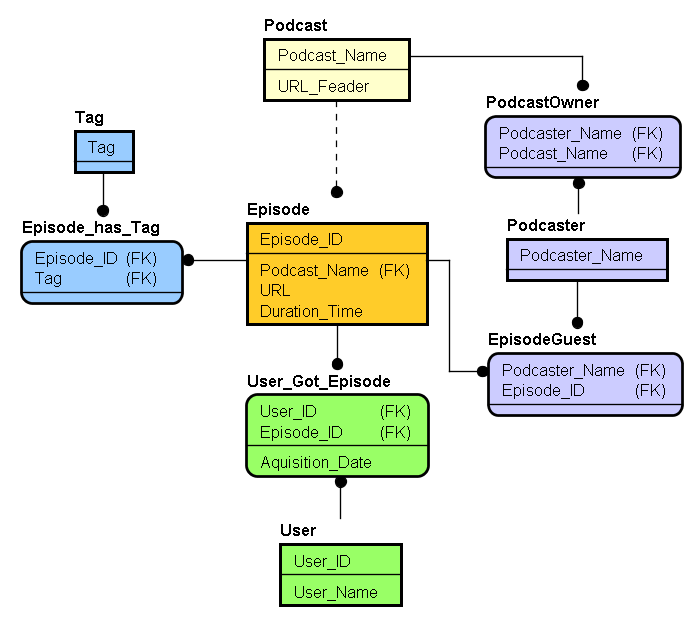 Podcast
Podcast_Name
URL_Feader
PodcastOwner
Podcaster_Name (FK)
Podcast_Name (FK)
Tag
Tag
Episode_has_Tag
Episode_ID (FK)
Tag (FK)
Episode
Episode_ID
Podcast_Name (FK)
URL
Duration_Time
Podcaster
Podcaster_Name
EpisodeGuest
Podcaster_Name (FK)
Episode_ID (FK)
User_Got_Episode
User_ID (FK)
Episode_ID (FK)
Aquisition_Date
User
User_ID
User_Name